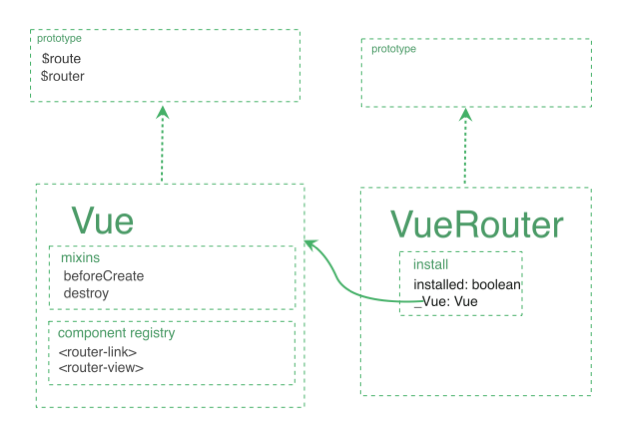 prototype
$route
$router
prototype
Vue
mixins
beforeCreate
destroy
component registry
<router-link>
<router-view>
VueRouter
install
installed: boolean
_Vue: Vue